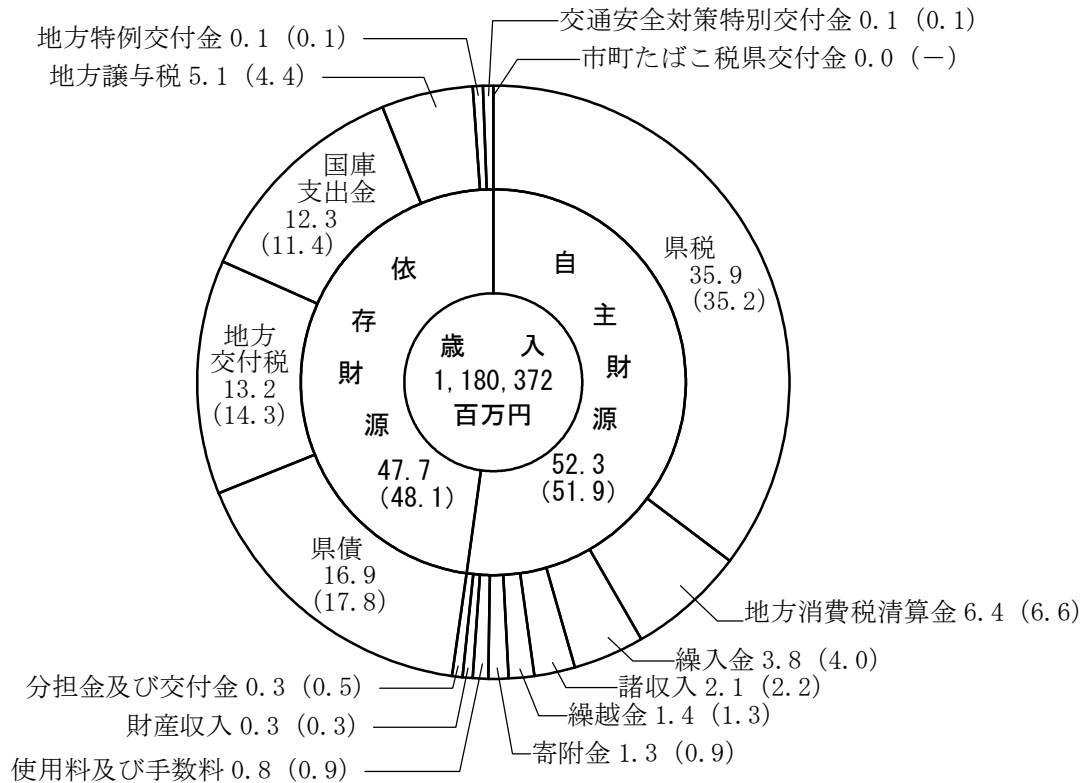 交通安全対策特別交付金 0.1 (0.1)
地方特例交付金 0.1 (0.1)
市町たばこ税県交付金 0.0 (－)
地方譲与税 5.1 (4.4)
国庫
支出金
12.3
(11.4)
県税
35.9
(35.2)
依
存
財
源
47.7
(48.1)
自
主
財
源
52.3
(51.9)
歳 入
1,180,372
百万円
地方
交付税
13.2
(14.3)
県債
16.9
(17.8)
地方消費税清算金 6.4 (6.6)
繰入金 3.8 (4.0)
諸収入 2.1 (2.2)
繰越金 1.4 (1.3)
寄附金 1.3 (0.9)
分担金及び交付金 0.3 (0.5)
財産収入 0.3 (0.3)
使用料及び手数料 0.8 (0.9)